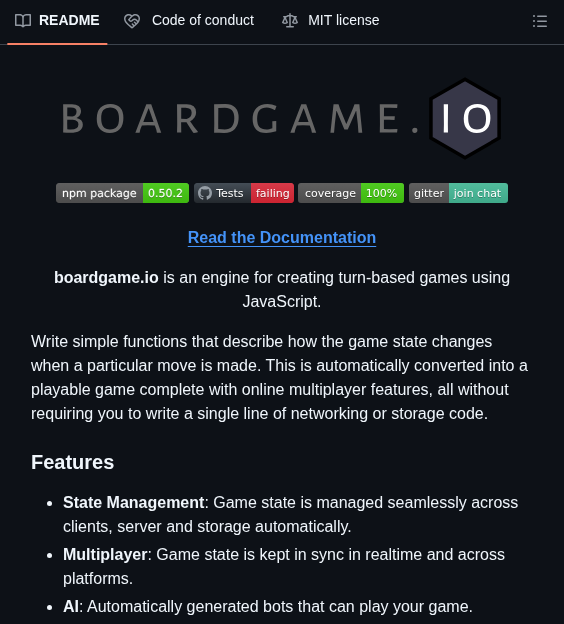 README Code of conduct MIT license
BOARDGAME.IO
npm package 0.50.2 Tests failing coverage 100% gitter join chat
Read the Documentation
boardgame.io is an engine for creating turn-based games using
JavaScript.
Write simple functions that describe how the game state changes
when a particular move is made. This is automatically converted into a
playable game complete with online multiplayer features, all without
requiring you to write a single line of networking or storage code.
Features
• State Management: Game state is managed seamlessly across
clients, server and storage automatically.
• Multiplayer: Game state is kept in sync in realtime and across
platforms.
• AI: Automatically generated bots that can play your game.